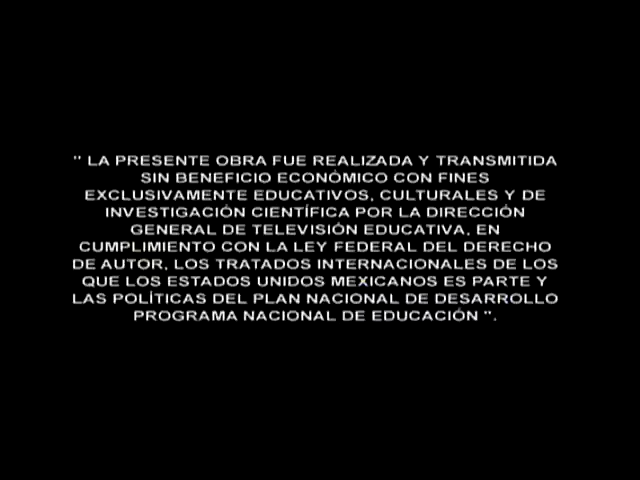 " LA PRESENTE OBRA FUE REALIZADA Y TRANSMITIDA
SIN BENEFICIO ECONÓMICO CON FINES
EXCLUSIVAMENTE EDUCATIVOS, CULTURALES Y DE
INVESTIGACIÓN CIENTÍFICA POR LA DIRECCIÓN
GENERAL DE TELEVISIÓN EDUCATIVA, EN
CUMPLIMIENTO CON LA LEY FEDERAL DEL DERECHO
DE AUTOR, LOS TRATADOS INTERNACIONALES DE LOS
QUE LOS ESTADOS UNIDOS MEXICANOS ES PARTE Y
LAS POLÍTICAS DEL PLAN NACIONAL DE DESARROLLO
PROGRAMA NACIONAL DE EDUCACIÓN ".